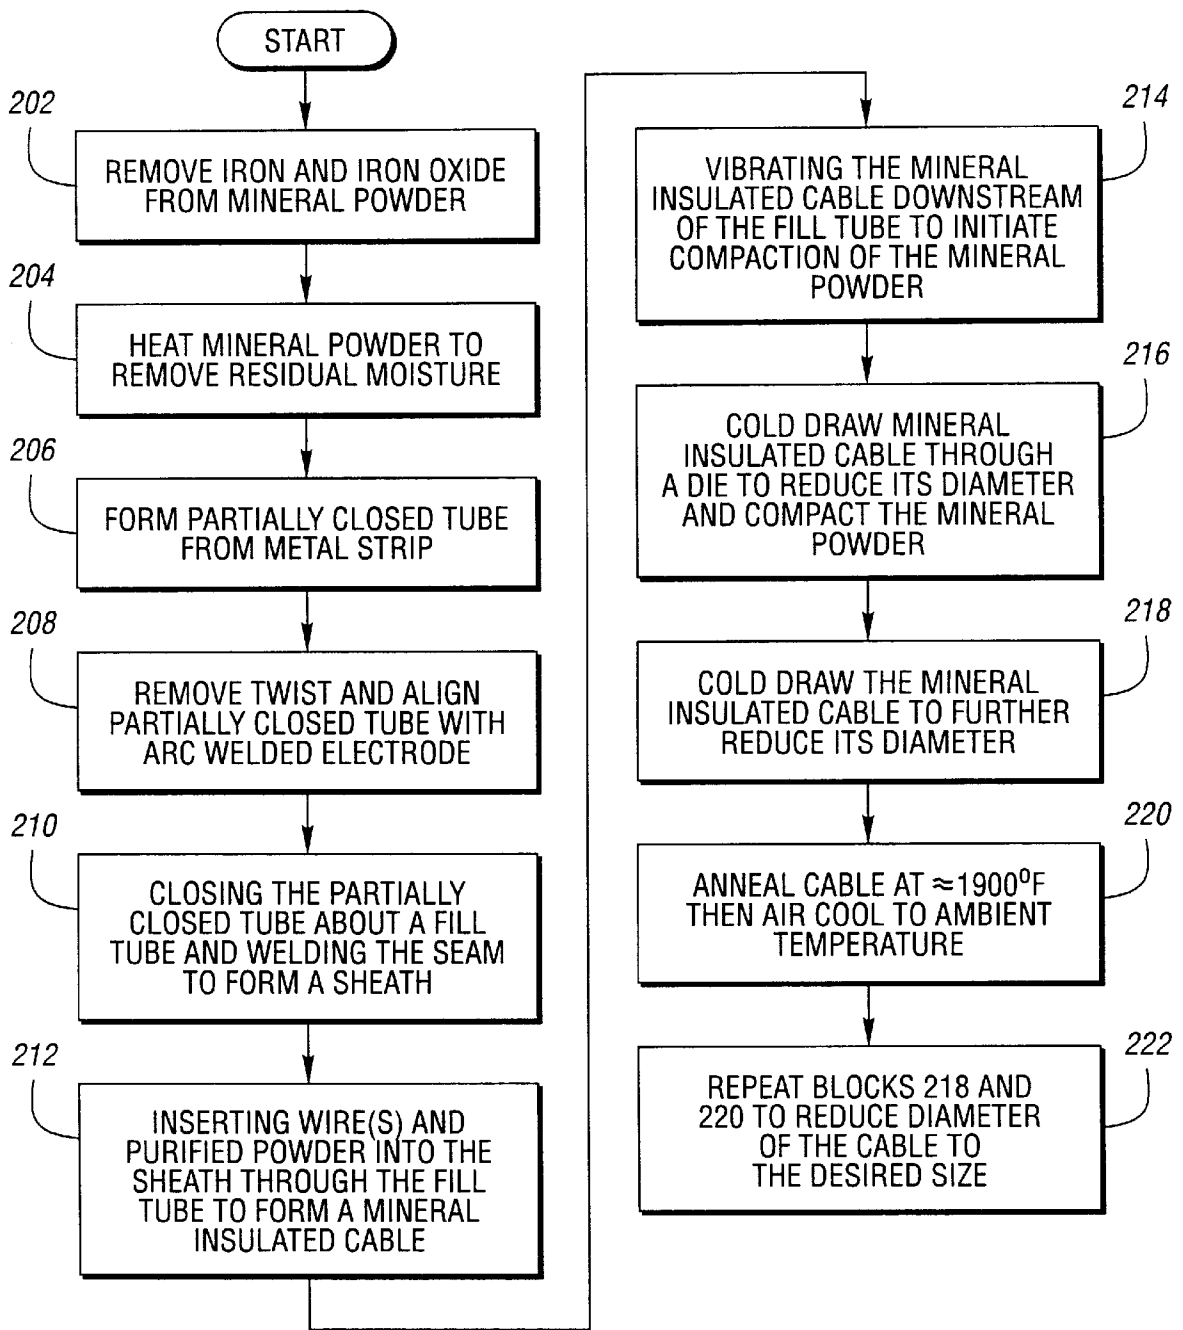 START
202
REMOVE IRON AND IRON OXIDE
FROM MINERAL POWDER
204
HEAT MINERAL POWDER TO
REMOVE RESIDUAL MOISTURE
206
FORM PARTIALLY CLOSED TUBE
FROM METAL STRIP
208
REMOVE TWIST AND ALIGN
PARTIALLY CLOSED TUBE WITH
ARC WELDED ELECTRODE
210
CLOSING THE PARTIALLY
CLOSED TUBE ABOUT A FILL
TUBE AND WELDING THE SEAM
TO FORM A SHEATH
212
INSERTING WIRE(S) AND
PURIFIED POWDER INTO THE
SHEATH THROUGH THE FILL
TUBE TO FORM A MINERAL
INSULATED CABLE
214
VIBRATING THE MINERAL
INSULATED CABLE DOWNSTREAM
OF THE FILL TUBE TO INITIATE
COMPACTION OF THE MINERAL
POWDER
216
COLD DRAW MINERAL
INSULATED CABLE THROUGH
A DIE TO REDUCE ITS DIAMETER
AND COMPACT THE MINERAL
POWDER
218
COLD DRAW THE MINERAL
INSULATED CABLE TO FURTHER
REDUCE ITS DIAMETER
220
ANNEAL CABLE AT ≈1900⁰F
THEN AIR COOL TO AMBIENT
TEMPERATURE
222
REPEAT BLOCKS 218 AND
220 TO REDUCE DIAMETER
OF THE CABLE TO
THE DESIRED SIZE